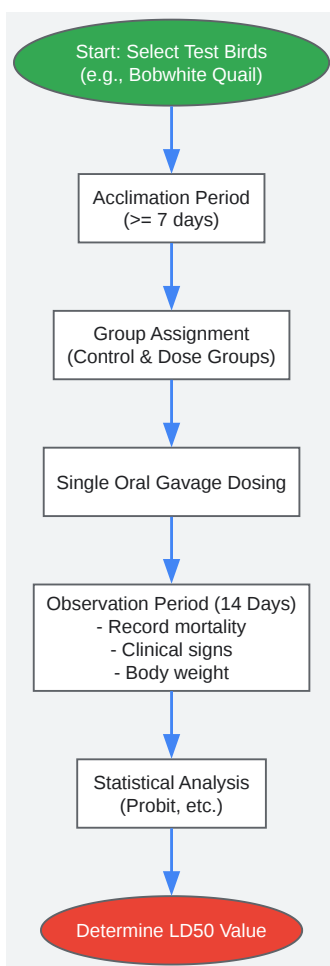 Start: Select Test Birds
(e.g., Bobwhite Quail)
Acclimation Period
(>= 7 days)
Group Assignment
(Control & Dose Groups)
Single Oral Gavage Dosing
Observation Period (14 Days)
- Record mortality
- Clinical signs
- Body weight
Statistical Analysis
(Probit, etc.)
Determine LD50 Value